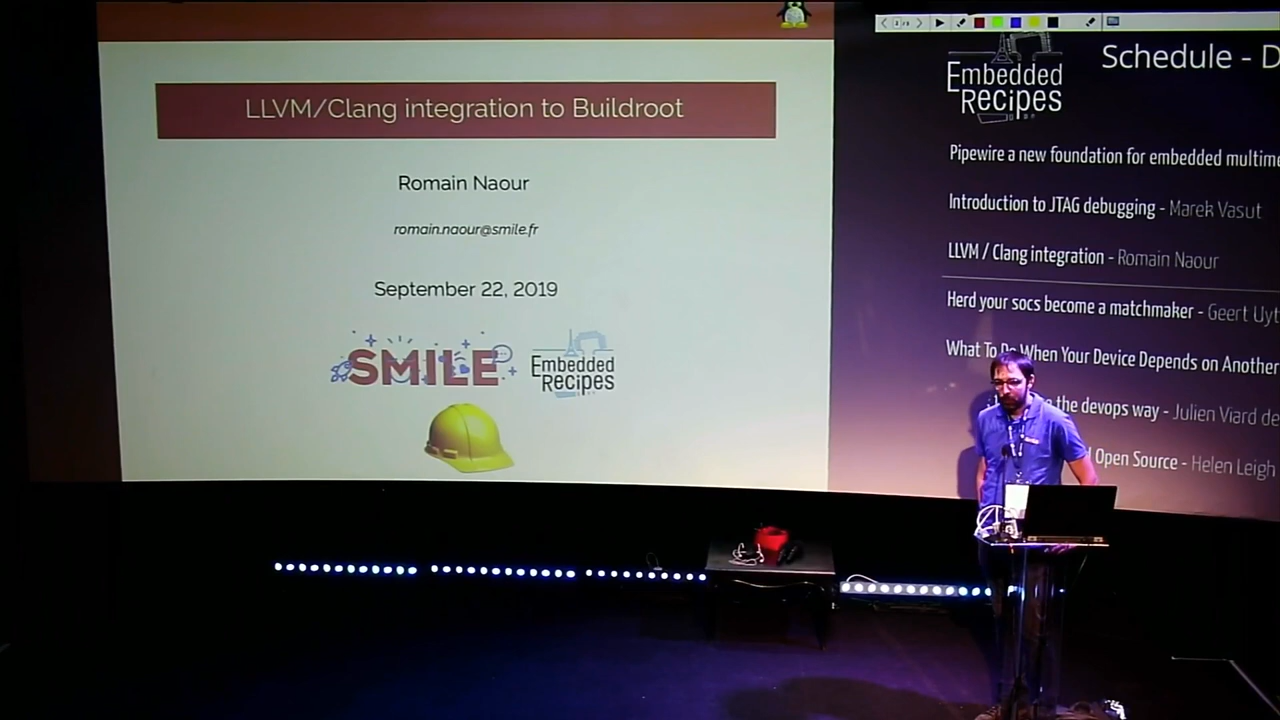 LLVM/Clang integration to Buildroot
Romain Naour
romain.naour@smile.fr
September 22, 2019
SMILE
Embedded
Recipes
Embedded
Recipes
Schedule - D
Pipewire a new foundation for embedded multime
Introduction to JTAG debugging - Marek Vasut
LLVM / Clang integration - Romain Naour
Herd your socs become a matchmaker - Geert Uyt
What To Do When Your Device Depends on Another
the devops way - Julien Viard de
Open Source - Helen Leigh